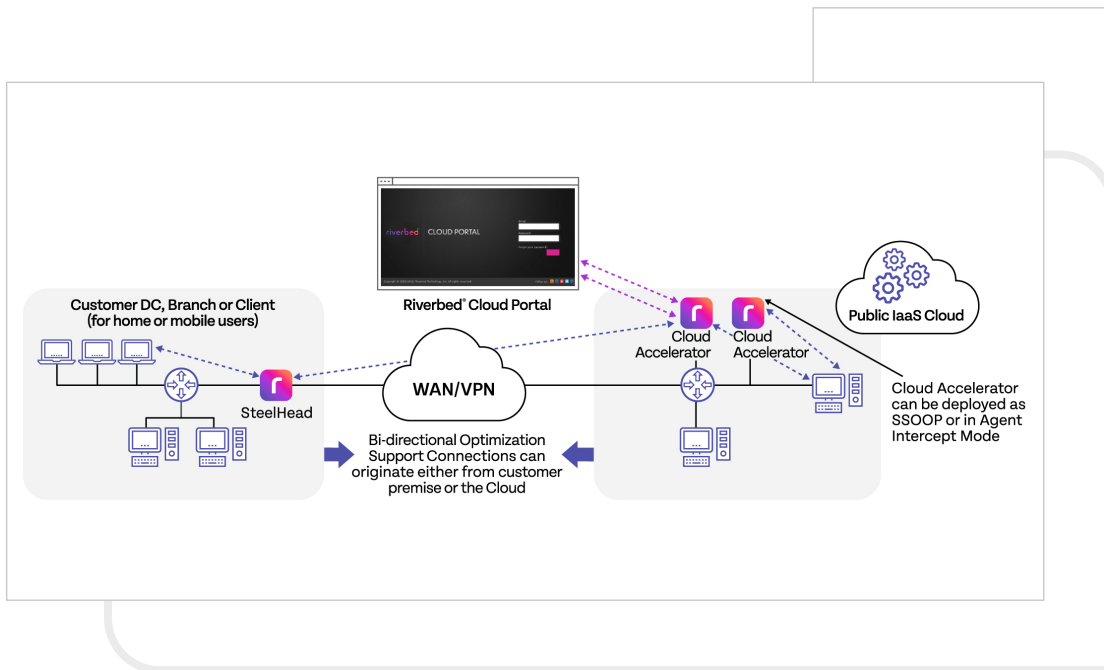 riverbed
CLOUD PORTAL
Riverbed® Cloud Portal
Customer DC, Branch or Client
(for home or mobile users)
SteelHead
WAN/VPN
Bi-directional Optimization
Support Connections can
originate either from customer
premise or the Cloud
Cloud
Accelerator
Cloud
Accelerator
Public IaaS Cloud
Cloud Accelerator
can be deployed as
SSOOP or in Agent
Intercept Mode